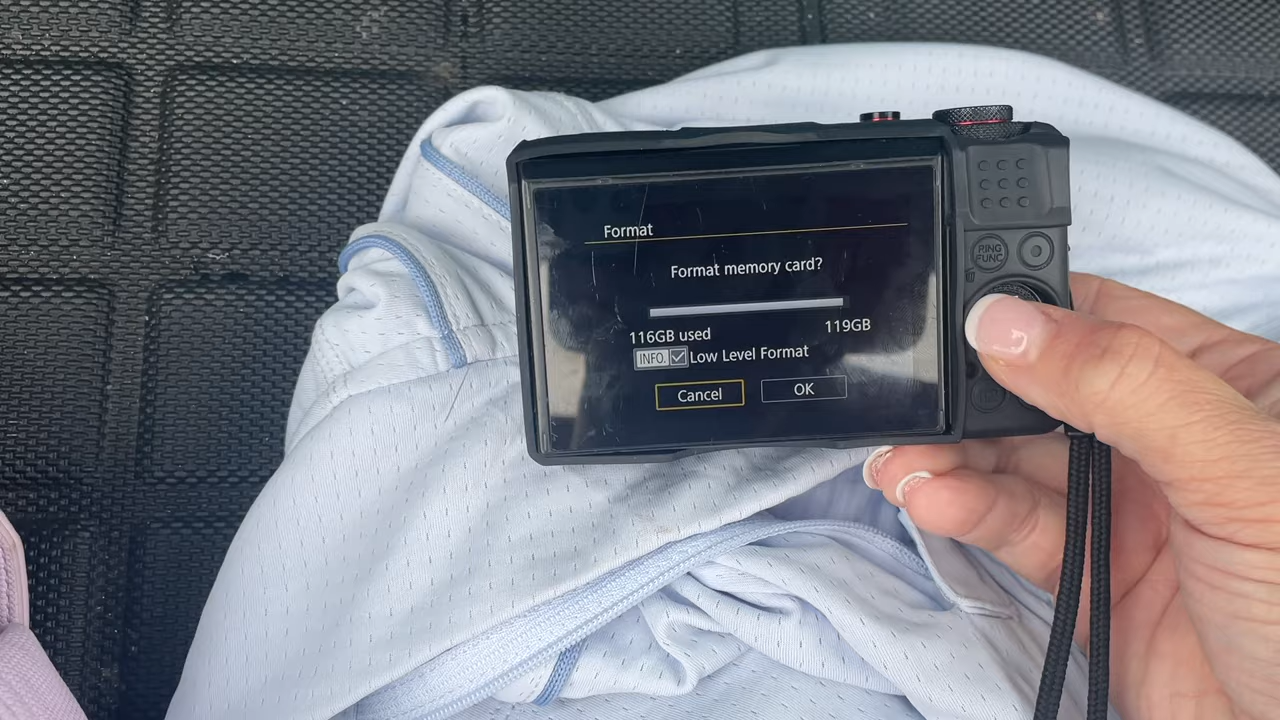 Format
Format memory card?
116GB used 119GB
INFO. Low Level Format
Cancel OK
RING
FUNC